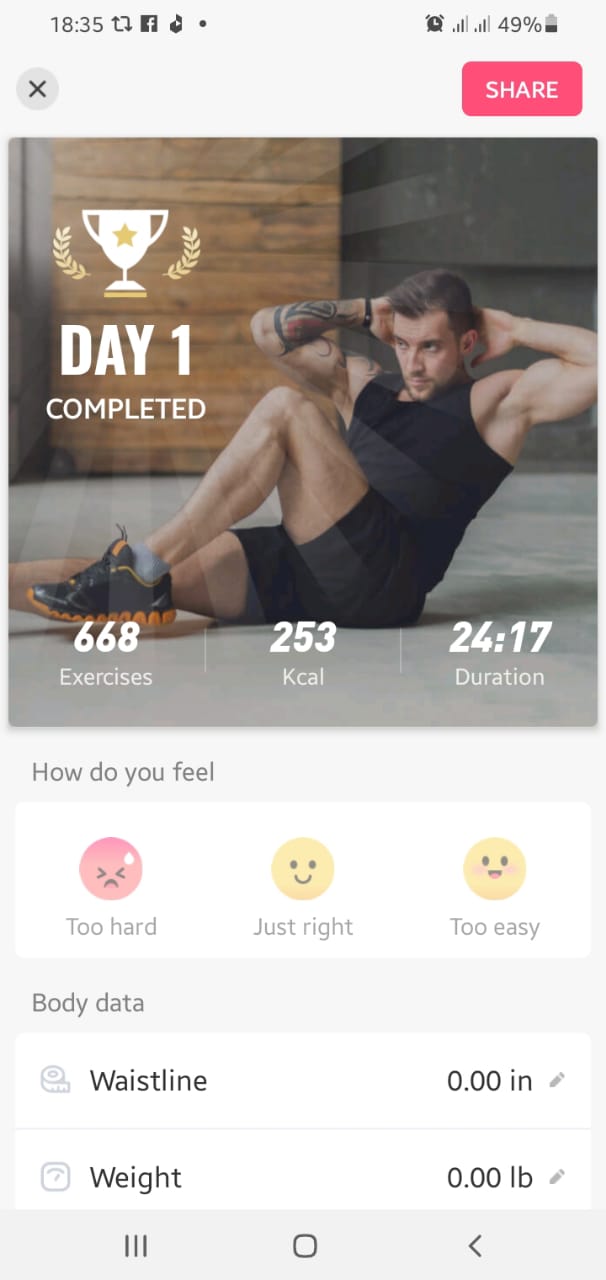 18:35
49%
SHARE
DAY 1
COMPLETED
668 253 24:17
Exercises Kcal Duration
How do you feel
Too hard Just right Too easy
Body data
Waistline 0.00 in
Weight 0.00 lb